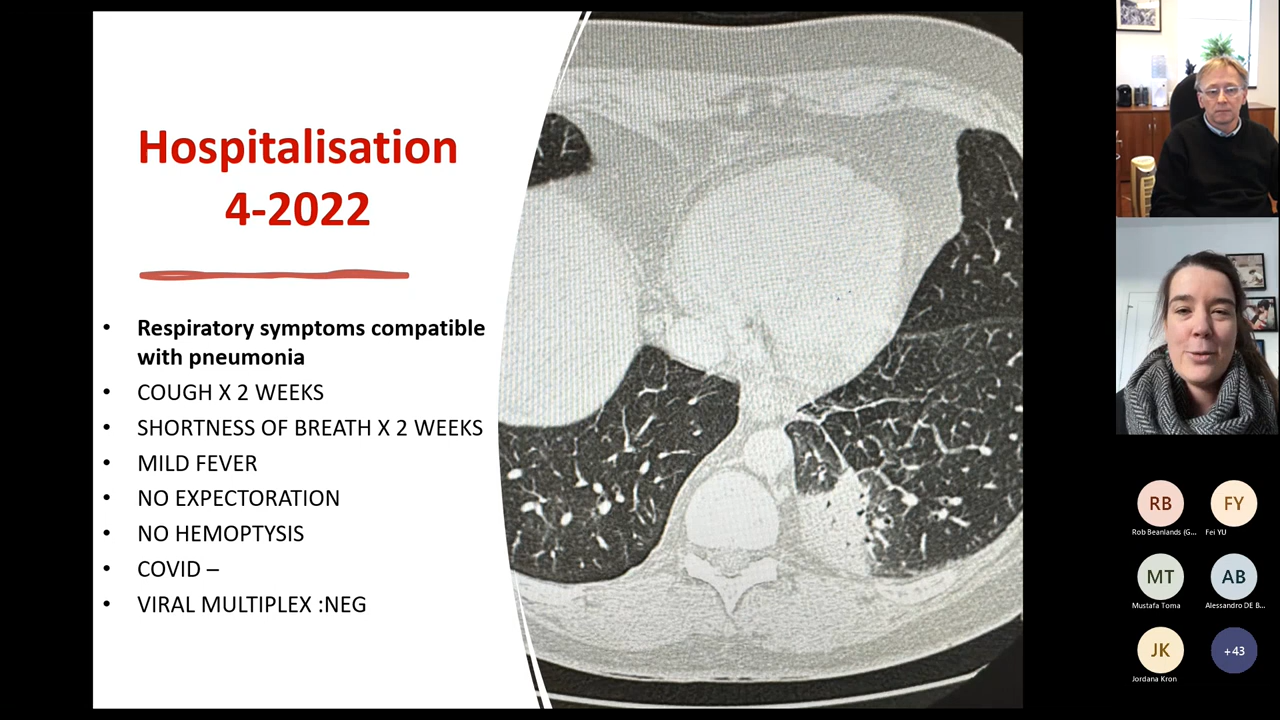 Hospitalisation
4-2022
• Respiratory symptoms compatible
with pneumonia
• COUGH X 2 WEEKS
• SHORTNESS OF BREATH X 2 WEEKS
• MILD FEVER
• NO EXPECTORATION
• NO HEMOPTYSIS
• COVID –
• VIRAL MULTIPLEX :NEG
RB
FY
Rob Beanlands (G...
Fei YU
MT
AB
Mustafa Toma
Alessandro DE B...
JK
+43
Jordana Kron